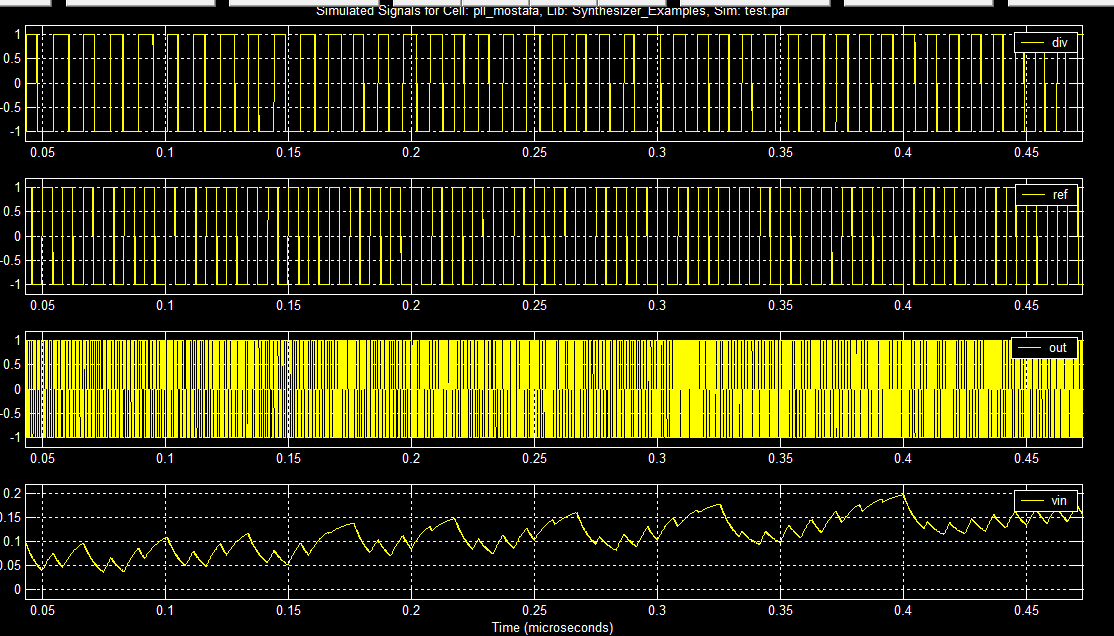 Simulated Signals for Cell: pll_mostafa, Lib: Synthesizer_Examples, Sim: test.par
1
0.5
0
-0.5
-1
div
0.05 0.1 0.15 0.2 0.25 0.3 0.35 0.4 0.45
1
0.5
0
-0.5
-1
ref
0.05 0.1 0.15 0.2 0.25 0.3 0.35 0.4 0.45
1
0.5
0
-0.5
-1
out
0.05 0.1 0.15 0.2 0.25 0.3 0.35 0.4 0.45
0.2
0.15
0.1
0.05
0
vin
0.05 0.1 0.15 0.2 0.25 0.3 0.35 0.4 0.45
Time (microseconds)